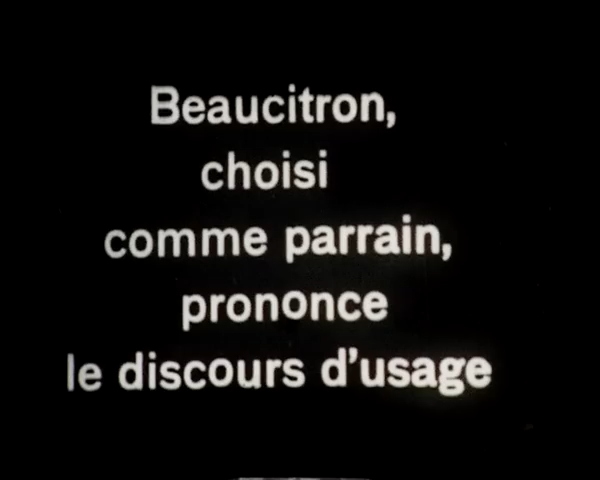 Beaucitron,
choisi
comme parrain,
prononce
le discours d'usage